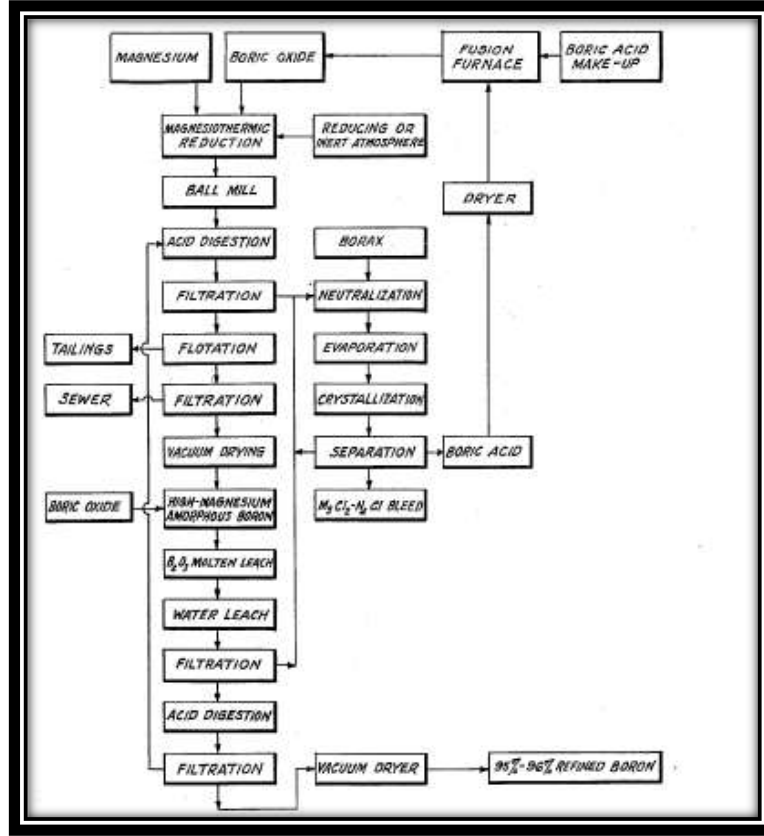 MAGNESIUM
BORIC OXIDE
FUSION
FURNACE
BORIC ACID
MAKE-UP
MAGNESIOTHERMIC
REDUCTION
REDUCING OR
INERT ATMOSPHERE
BALL MILL
DRYER
ACID DIGESTION
BORAX
FILTRATION
NEUTRALIZATION
TAILINGS
FLOTATION
EVAPORATION
SEWER
FILTRATION
CRYSTALLIZATION
VACUUM DRYING
SEPARATION
BORIC ACID
BORIC OXIDE
HIGH-MAGNESIUM
AMORPHOUS BORON
MgCl₂-NaCl BLEED
B₂O₃ MOLTEN LEACH
WATER LEACH
FILTRATION
ACID DIGESTION
FILTRATION
VACUUM DRYER
95%-96% REFINED BORON